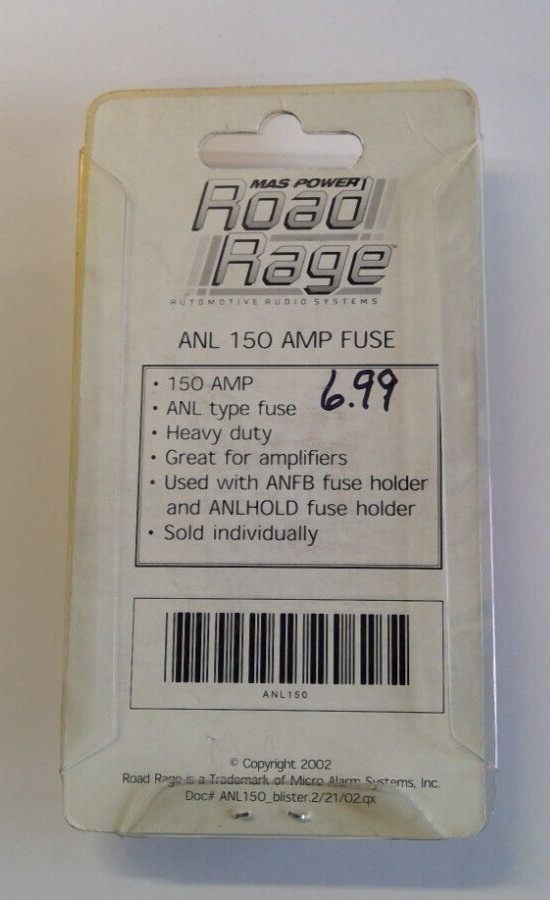 MAS POWER
Road
Rage™
AUTOMOTIVE AUDIO SYSTEMS
ANL 150 AMP FUSE
• 150 AMP 6.99
• ANL type fuse
• Heavy duty
• Great for amplifiers
• Used with ANFB fuse holder
and ANLHOLD fuse holder
• Sold individually
ANL150
© Copyright 2002
Road Rage is a Trademark of Micro Alarm Systems, Inc.
Doc# ANL150_blister.2/21/02.qx